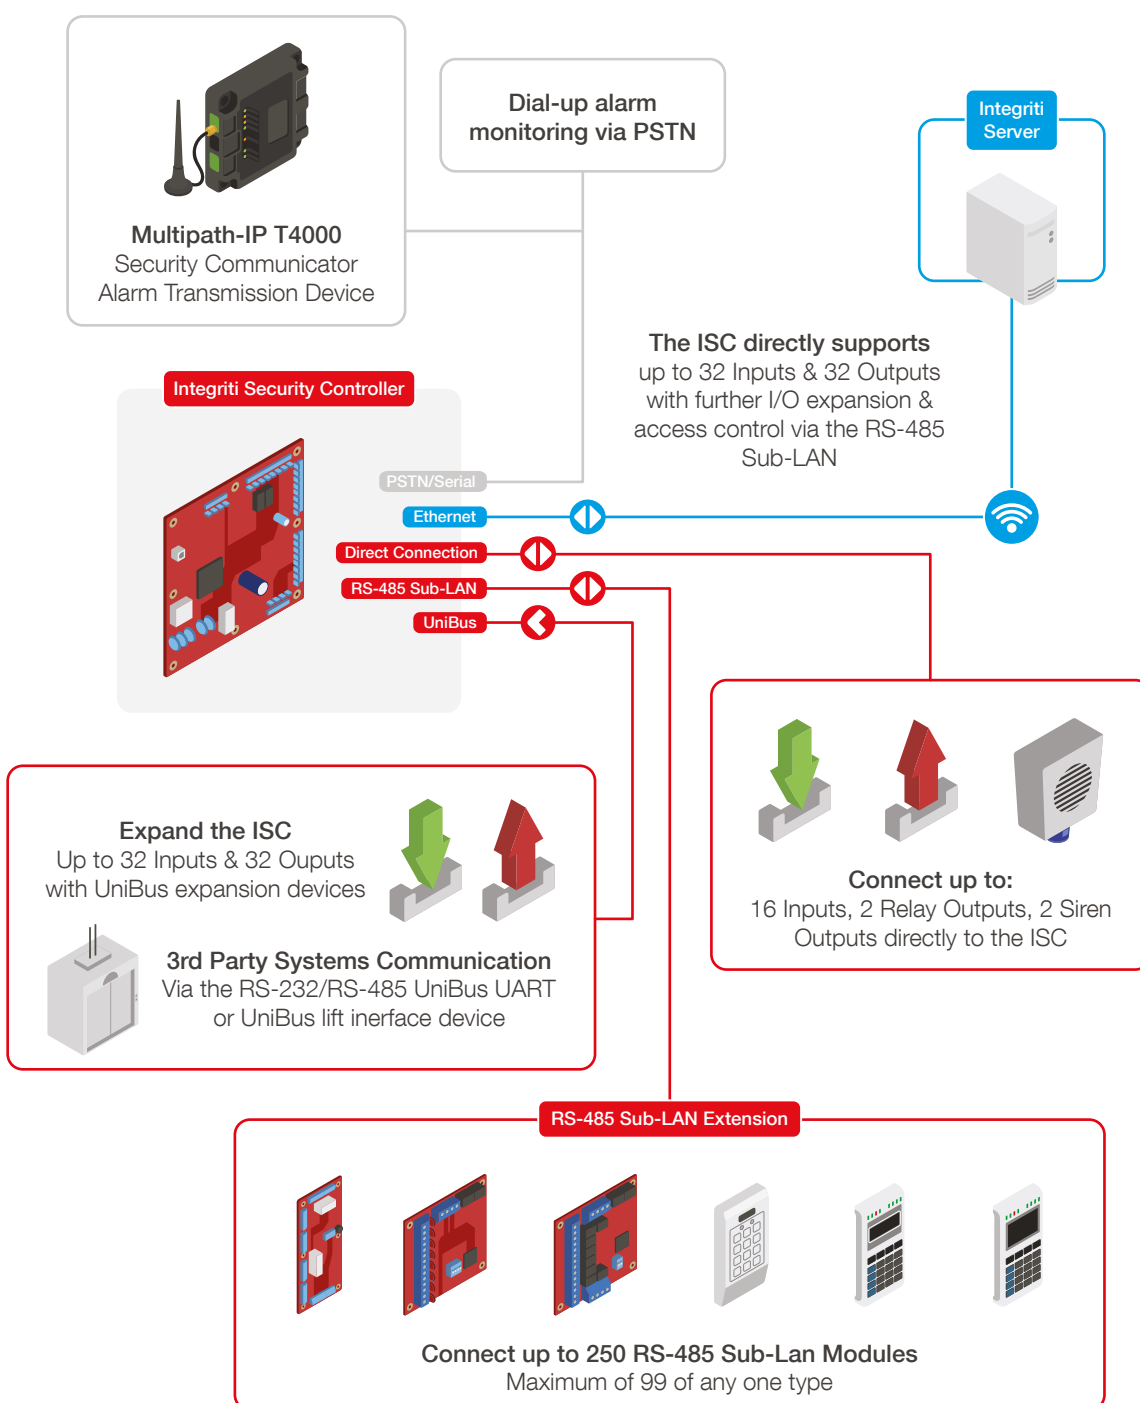 Multipath-IP T4000
Security Communicator
Alarm Transmission Device
Dial-up alarm
monitoring via PSTN
Integriti
Server
The ISC directly supports
up to 32 Inputs & 32 Outputs
with further I/O expansion &
access control via the RS-485
Sub-LAN
Integriti Security Controller
PSTN/Serial
Ethernet
Direct Connection
RS-485 Sub-LAN
UniBus
Expand the ISC
Up to 32 Inputs & 32 Ouputs
with UniBus expansion devices
3rd Party Systems Communication
Via the RS-232/RS-485 UniBus UART
or UniBus lift inerface device
Connect up to:
16 Inputs, 2 Relay Outputs, 2 Siren
Outputs directly to the ISC
RS-485 Sub-LAN Extension
Connect up to 250 RS-485 Sub-Lan Modules
Maximum of 99 of any one type